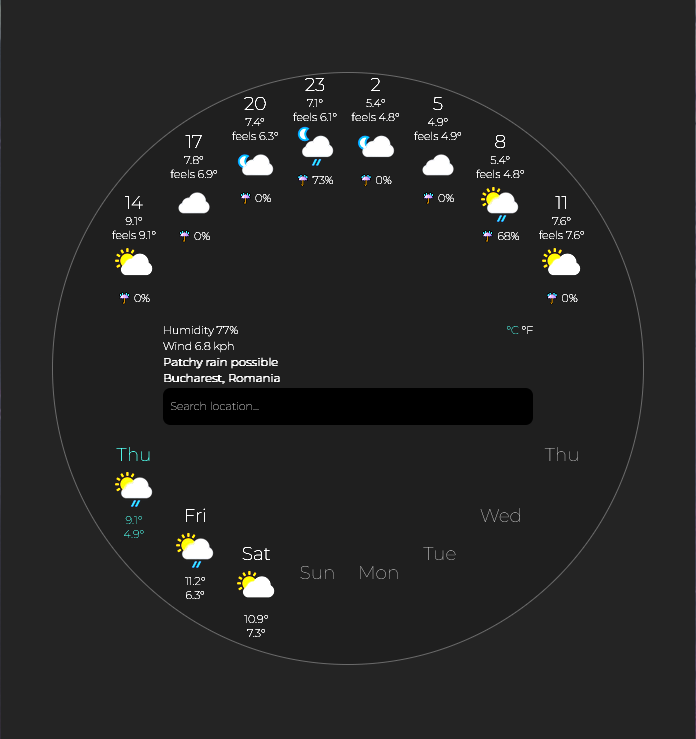 14
9.1°
feels 9.1°
0%
17
7.8°
feels 6.9°
0%
20
7.4°
feels 6.3°
0%
23
7.1°
feels 6.1°
73%
2
5.4°
feels 4.8°
0%
5
4.9°
feels 4.9°
0%
8
5.4°
feels 4.8°
68%
11
7.6°
feels 7.6°
0%
Humidity 77%
°C °F
Wind 6.8 kph
Patchy rain possible
Bucharest, Romania
Search location...
Thu
9.1°
4.9°
Fri
11.2°
6.3°
Sat
10.9°
7.3°
Sun
Mon
Tue
Wed
Thu